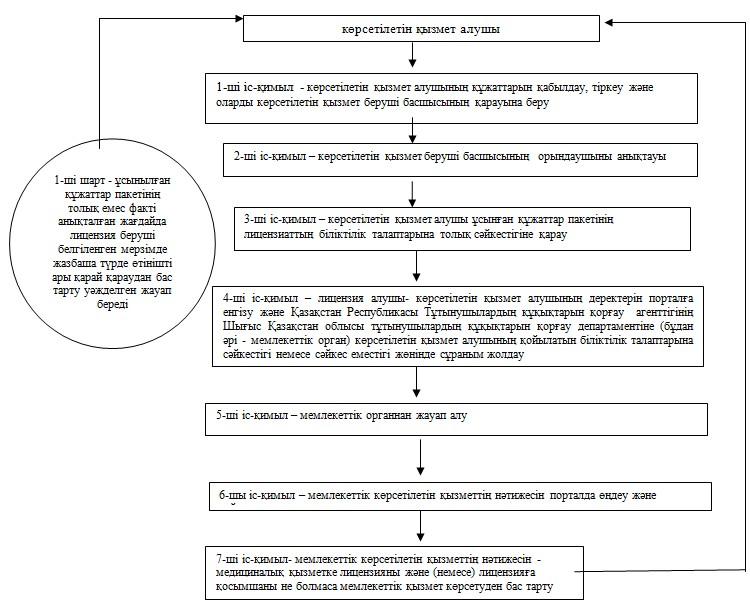 көрсетілетін қызмет алушы
1-ші іс-қимыл - көрсетілетін қызмет алушының құжаттарын қабылдау, тіркеу және
оларды көрсетілетін қызмет беруші басшысының қарауына беру
2-ші іс-қимыл – көрсетілетін қызмет беруші басшысының орындаушыны анықтауы
1-ші шарт - ұсынылған
құжаттар пакетінің
толық емес факті
анықталған жағдайда
лицензия беруші
белгіленген мерзімде
жазбаша түрде өтінішті
ары қарай қараудан бас
тарту уәжделген жауап
береді
3-ші іс-қимыл – көрсетілетін қызмет алушы ұсынған құжаттар пакетінің
лицензиаттың біліктілік талаптарына толық сәйкестігіне қарау
4-ші іс-қимыл – лицензия алушы- көрсетілетін қызмет алушының деректерін порталға
енгізу және Қазақстан Республикасы Тұтынушылардың құқықтарын қорғау агенттігінің
Шығыс Қазақстан облысы тұтынушылардың құқықтарын қорғау департаментіне (бұдан
әрі - мемлекеттік орган) көрсетілетін қызмет алушының қойылатын біліктілік талаптарына
сәйкестігі немесе сәйкес еместігі жөнінде сұраным жолдау
5-ші іс-қимыл – мемлекеттік органнан жауап алу
6-шы іс-қимыл – мемлекеттік көрсетілетін қызметтің нәтижесін порталда өңдеу және
7-ші іс-қимыл- мемлекеттік көрсетілетін қызметтің нәтижесін -
медициналық қызметке лицензияны және (немесе) лицензияға
қосымшаны не болмаса мемлекеттік қызмет көрсетуден бас тарту